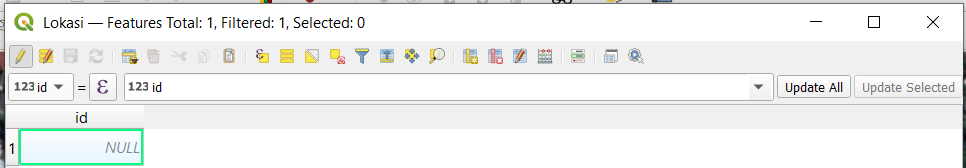 Lokasi — Features Total: 1, Filtered: 1, Selected: 0
123 id = ε 123 id Update All Update Selected
id
1 NULL